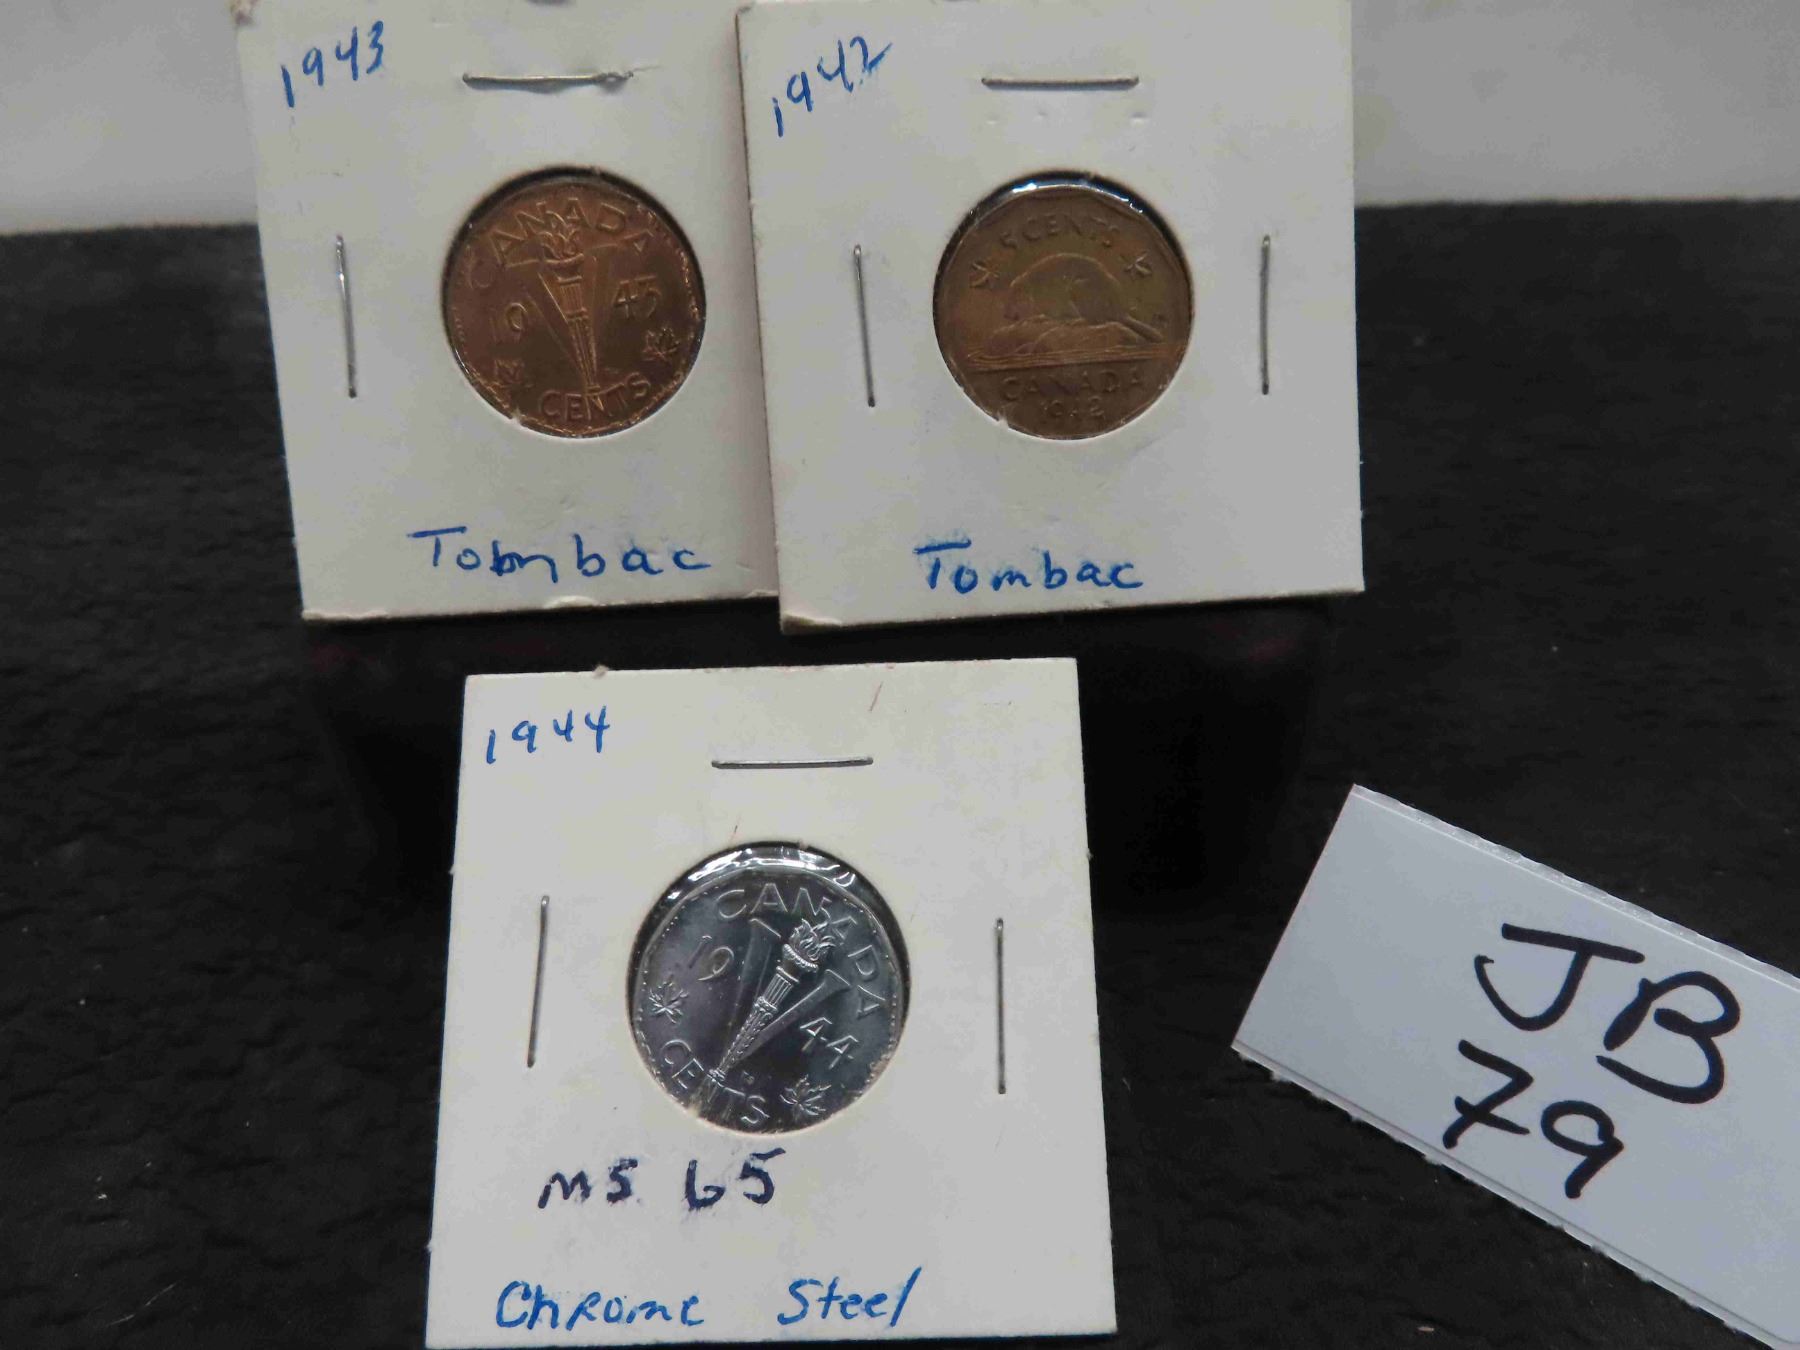 1943
CANADA
19 43
CENTS
Tombac
1942
5 CENTS
CANADA
1942
Tombac
1944
CANADA
19 44
CENTS
MS 65
Chrome Steel
JB
79